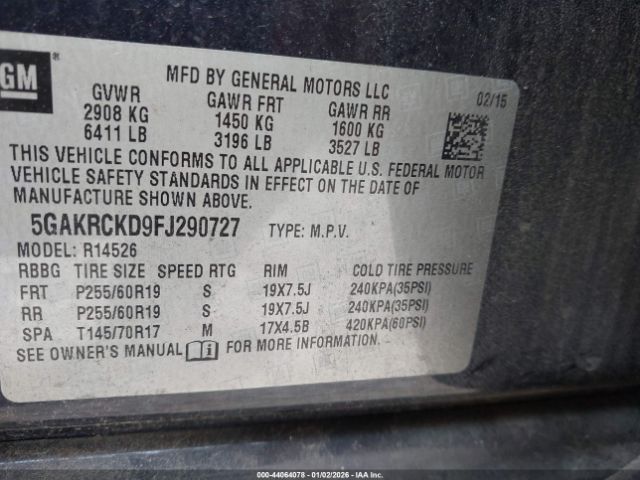 GM ®
MFD BY GENERAL MOTORS LLC
02/15
GVWR GAWR FRT GAWR RR
2908 KG 1450 KG 1600 KG
6411 LB 3196 LB 3527 LB
THIS VEHICLE CONFORMS TO ALL APPLICABLE U.S. FEDERAL MOTOR
VEHICLE SAFETY STANDARDS IN EFFECT ON THE DATE OF
MANUFACTURE SHOWN ABOVE.
5GAKRCKD9FJ290727 TYPE: M.P.V.
MODEL: R14526
RBBG TIRE SIZE SPEED RTG RIM COLD TIRE PRESSURE
FRT P255/60R19 S 19X7.5J 240KPA(35PSI)
RR P255/60R19 S 19X7.5J 240KPA(35PSI)
SPA T145/70R17 M 17X4.5B 420KPA(60PSI)
SEE OWNER'S MANUAL FOR MORE INFORMATION.
000-44064078 - 01/02/2026 - Copyright © IAA, Inc.